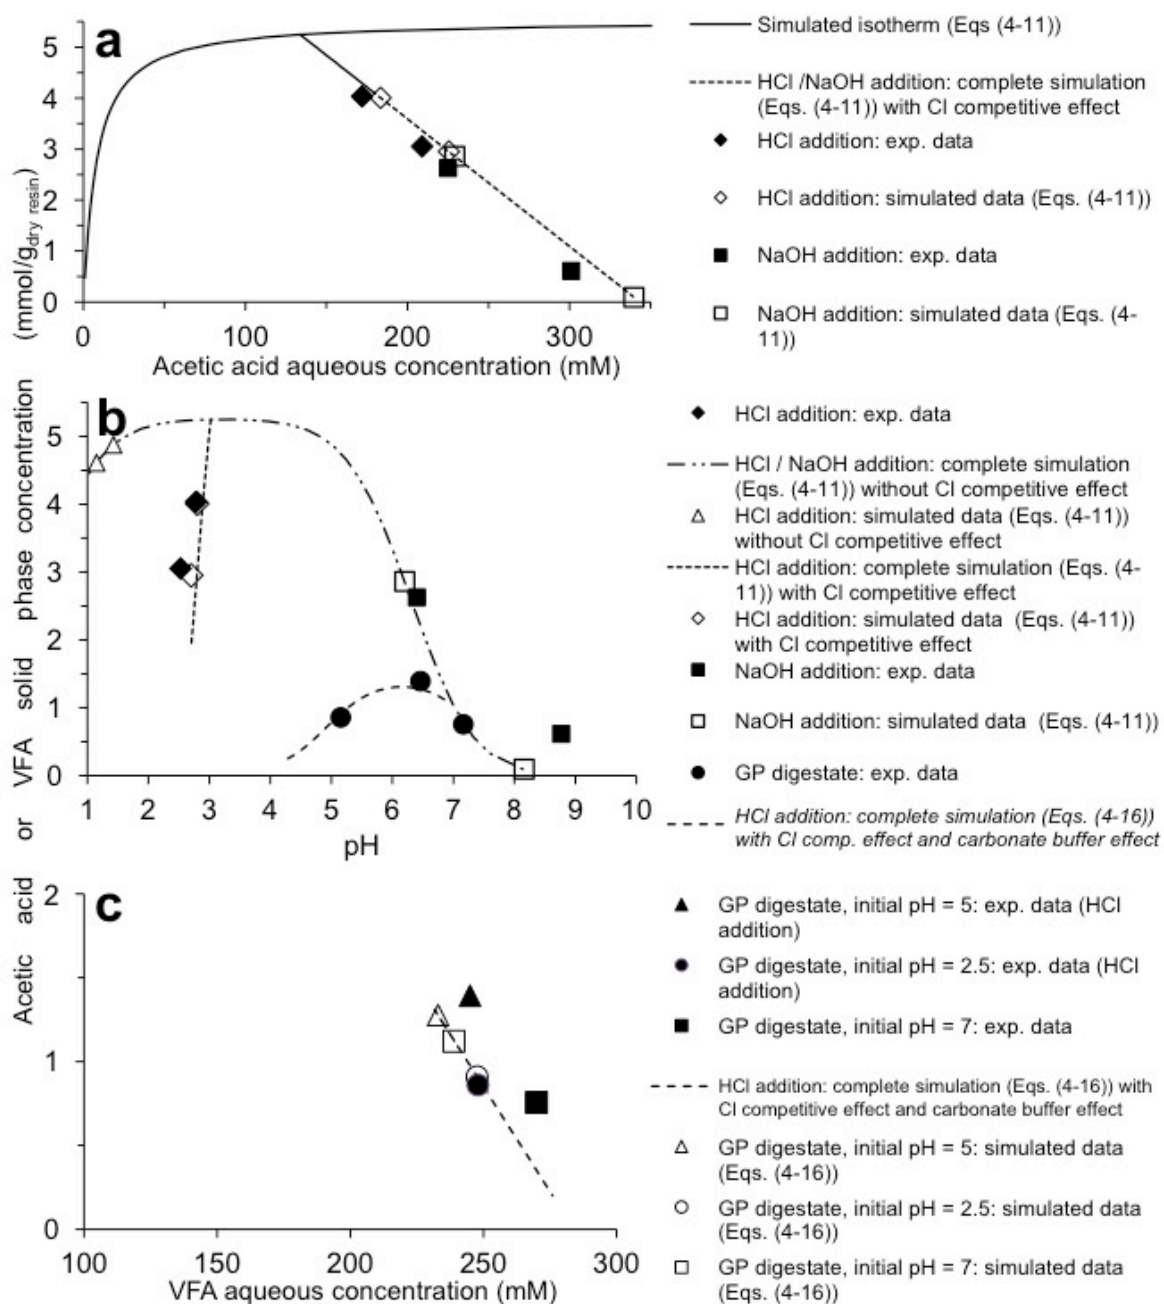 a
5
4
3
2
1
0
0
100
200
300
Acetic acid aqueous concentration (mM)
Simulated isotherm (Eqs (4-11))
HCl /NaOH addition: complete simulation
(Eqs. (4-11)) with Cl competitive effect
HCl addition: exp. data
HCl addition: simulated data (Eqs. (4-11))
NaOH addition: exp. data
NaOH addition: simulated data (Eqs. (4-
11))
Acetic acid or VFA solid phase concentration (mmol/gdry resin)
b
5
4
3
2
1
0
1 2 3 4 5 6 7 8 9 10
pH
HCl addition: exp. data
HCl / NaOH addition: complete simulation
(Eqs. (4-11)) without Cl competitive effect
HCl addition: simulated data (Eqs. (4-11))
without Cl competitive effect
HCl addition: complete simulation (Eqs. (4-
11)) with Cl competitive effect
HCl addition: simulated data (Eqs. (4-11))
with Cl competitive effect
NaOH addition: exp. data
NaOH addition: simulated data (Eqs. (4-11))
GP digestate: exp. data
HCl addition: complete simulation (Eqs. (4-16))
with Cl comp. effect and carbonate buffer effect
c
2
1
0
100
150
200
250
300
VFA aqueous concentration (mM)
GP digestate, initial pH = 5: exp. data (HCl
addition)
GP digestate, initial pH = 2.5: exp. data (HCl
addition)
GP digestate, initial pH = 7: exp. data
HCl addition: complete simulation (Eqs. (4-16)) with
Cl competitive effect and carbonate buffer effect
GP digestate, initial pH = 5: simulated data
(Eqs. (4-16))
GP digestate, initial pH = 2.5: simulated data
(Eqs. (4-16))
GP digestate, initial pH = 7: simulated data
(Eqs. (4-16))